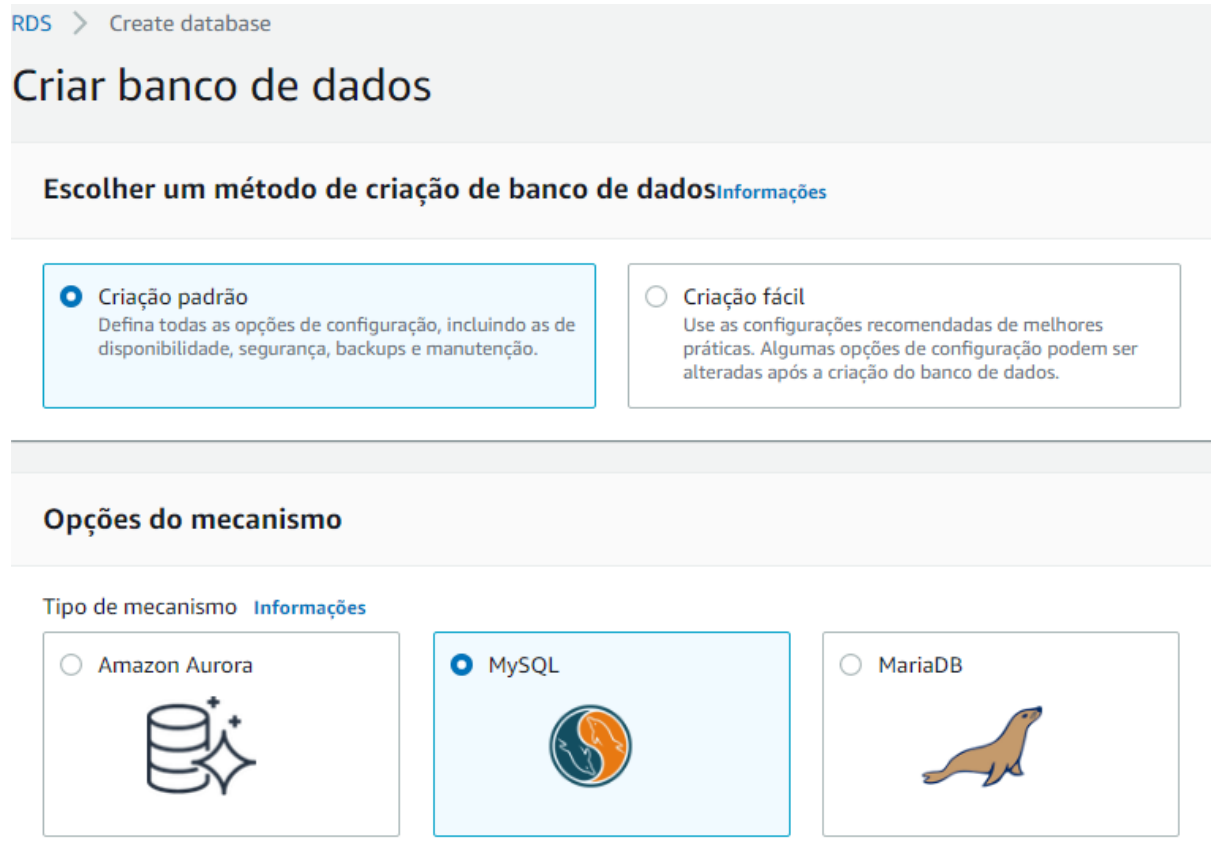 RDS > Create database
Criar banco de dados
Escolher um método de criação de banco de dados Informações
Criação padrão
Defina todas as opções de configuração, incluindo as de
disponibilidade, segurança, backups e manutenção.
Criação fácil
Use as configurações recomendadas de melhores
práticas. Algumas opções de configuração podem ser
alteradas após a criação do banco de dados.
Opções do mecanismo
Tipo de mecanismo Informações
Amazon Aurora
MySQL
MariaDB